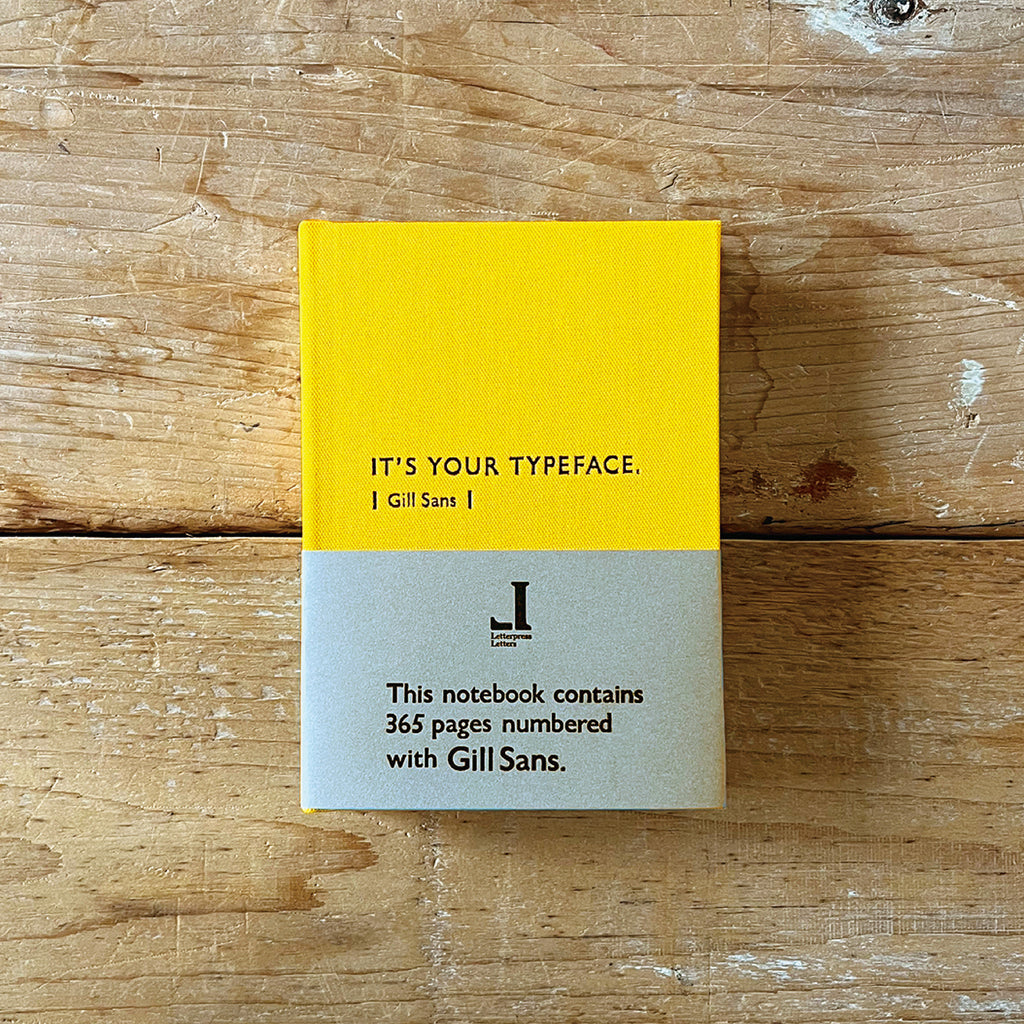 IT'S YOUR TYPEFACE.
| Gill Sans |
Letterpress
Letters
This notebook contains
365 pages numbered
with Gill Sans.